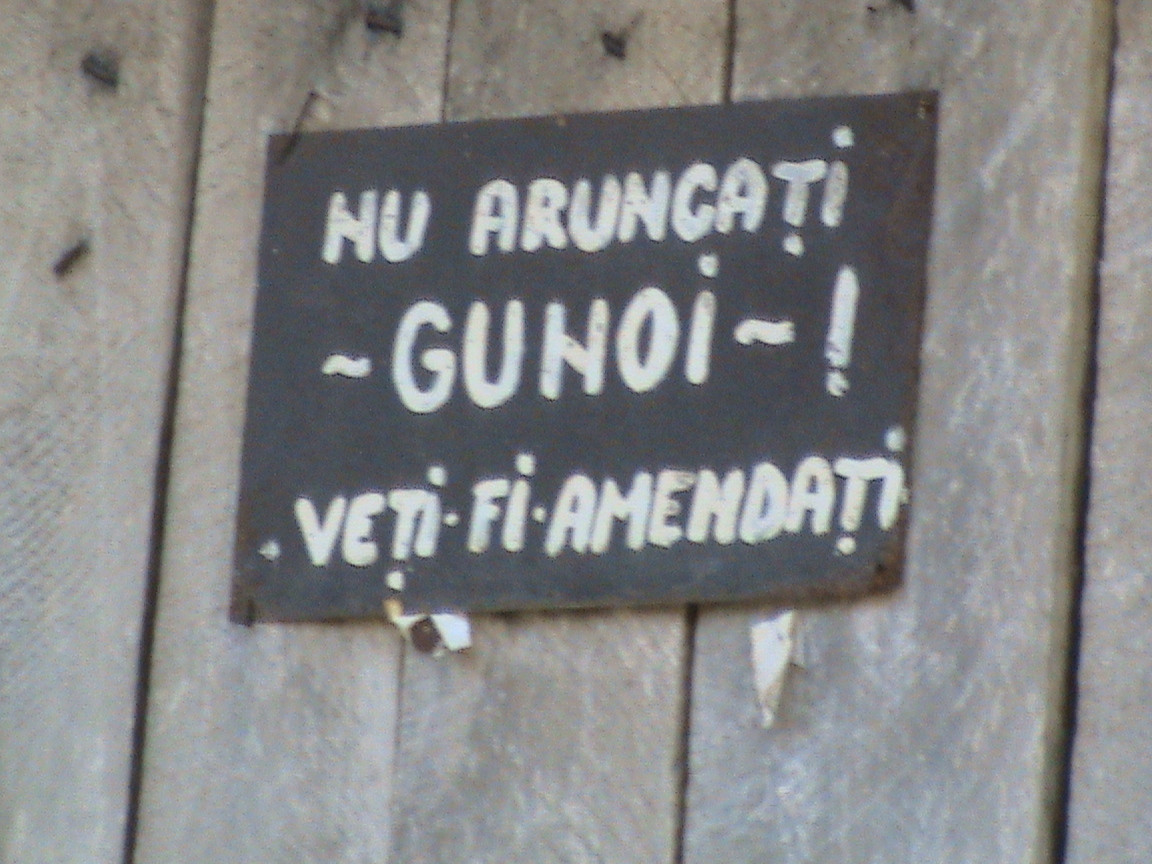 NU ARUNCAȚi
~ GUNOi ~ !
VEȚi · Fi · AMENDAȚi